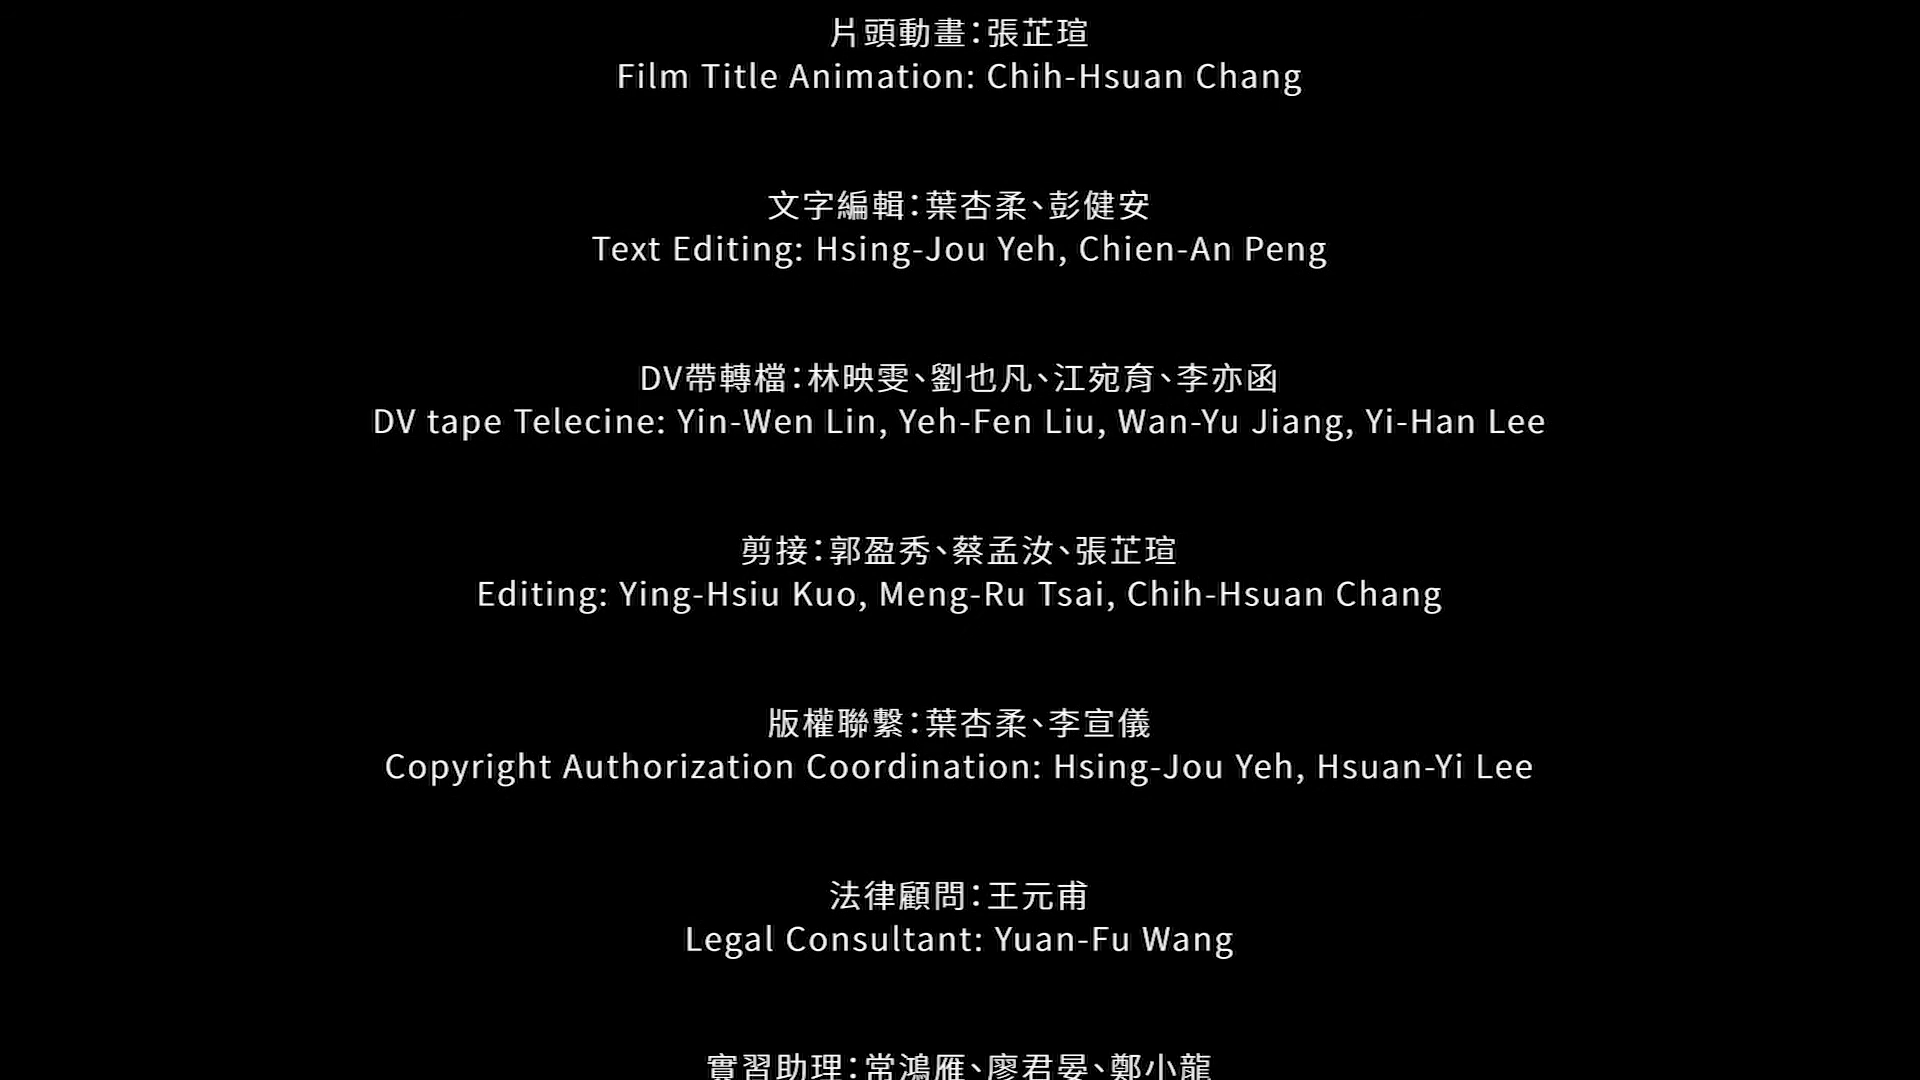 片頭動畫：張芷瑄
Film Title Animation: Chih-Hsuan Chang
文字編輯：葉杏柔、彭健安
Text Editing: Hsing-Jou Yeh, Chien-An Peng
DV帶轉檔：林映雯、劉也凡、江宛育、李亦函
DV tape Telecine: Yin-Wen Lin, Yeh-Fen Liu, Wan-Yu Jiang, Yi-Han Lee
剪接：郭盈秀、蔡孟汝、張芷瑄
Editing: Ying-Hsiu Kuo, Meng-Ru Tsai, Chih-Hsuan Chang
版權聯繫：葉杏柔、李宣儀
Copyright Authorization Coordination: Hsing-Jou Yeh, Hsuan-Yi Lee
法律顧問：王元甫
Legal Consultant: Yuan-Fu Wang
實習助理：常鴻雁、廖君晏、鄭小龍